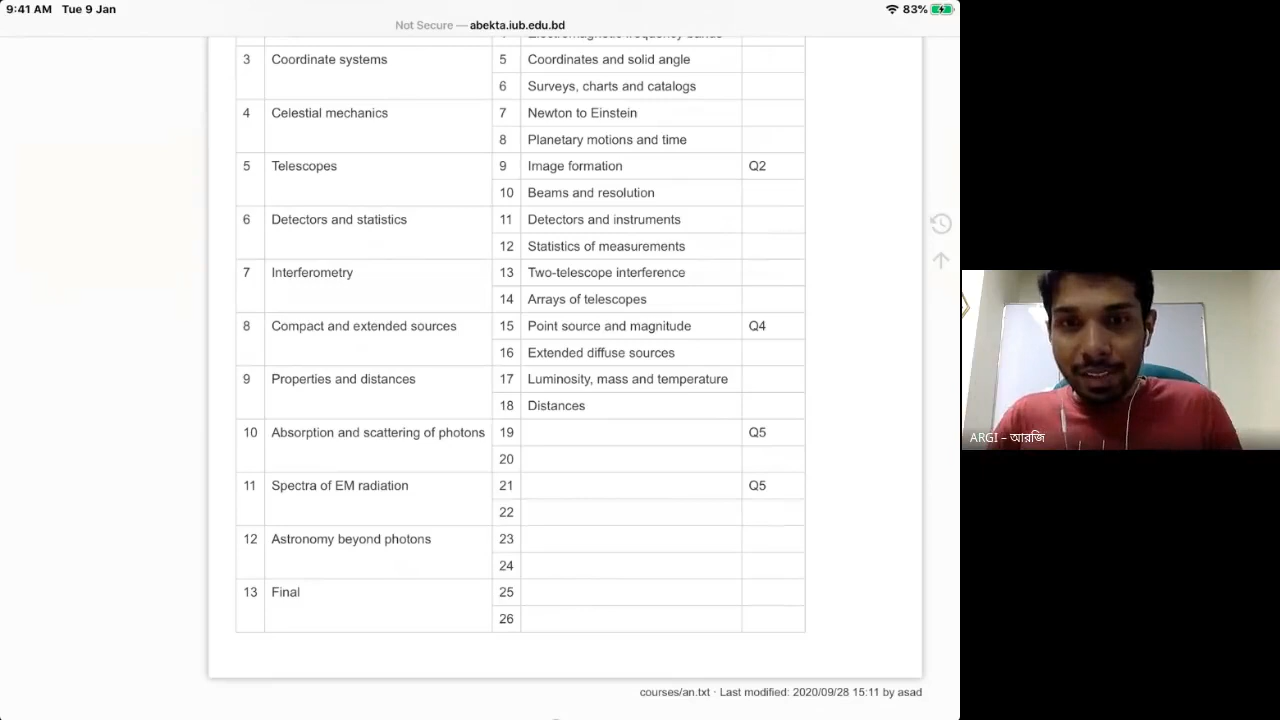 9:41 AM Tue 9 Jan 83%
Not Secure — abekta.iub.edu.bd
3 Coordinate systems 5 Coordinates and solid angle
6 Surveys, charts and catalogs
4 Celestial mechanics 7 Newton to Einstein
8 Planetary motions and time
5 Telescopes 9 Image formation Q2
10 Beams and resolution
6 Detectors and statistics 11 Detectors and instruments
12 Statistics of measurements
7 Interferometry 13 Two-telescope interference
14 Arrays of telescopes
8 Compact and extended sources 15 Point source and magnitude Q4
16 Extended diffuse sources
9 Properties and distances 17 Luminosity, mass and temperature
18 Distances
10 Absorption and scattering of photons 19 Q5
20
11 Spectra of EM radiation 21 Q5
22
12 Astronomy beyond photons 23
24
13 Final 25
26
courses/an.txt · Last modified: 2020/09/28 15:11 by asad
ARGI – আরজি